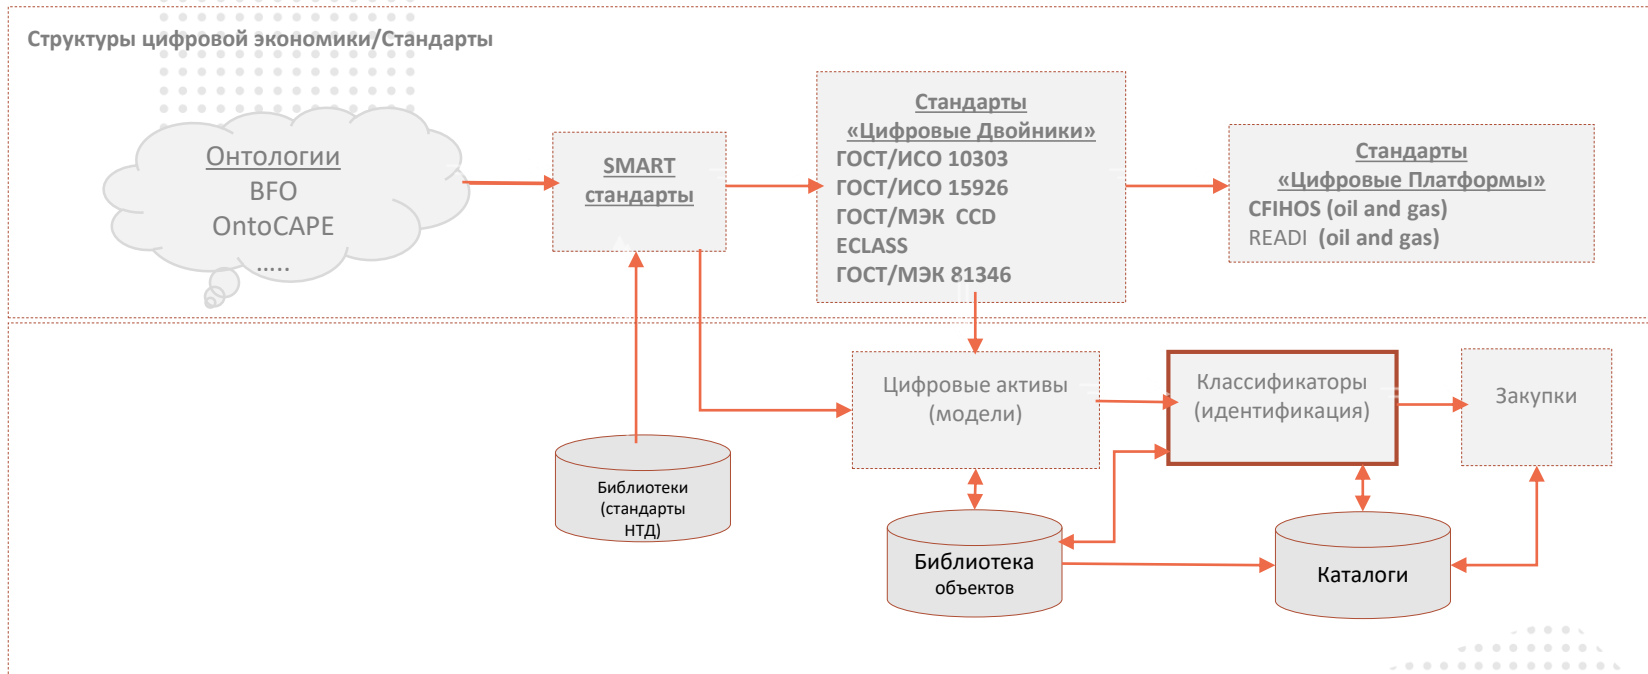 Структуры цифровой экономики/Стандарты
Онтологии
BFO
OntoCAPE
.....
SMART
стандарты
Стандарты
«Цифровые Двойники»
ГОСТ/ИСО 10303
ГОСТ/ИСО 15926
ГОСТ/МЭК CCD
ECLASS
ГОСТ/МЭК 81346
Стандарты
«Цифровые Платформы»
CFIHOS (oil and gas)
READI (oil and gas)
Цифровые активы
(модели)
Классификаторы
(идентификация)
Закупки
Библиотеки
(стандарты
НТД)
Библиотека
объектов
Каталоги